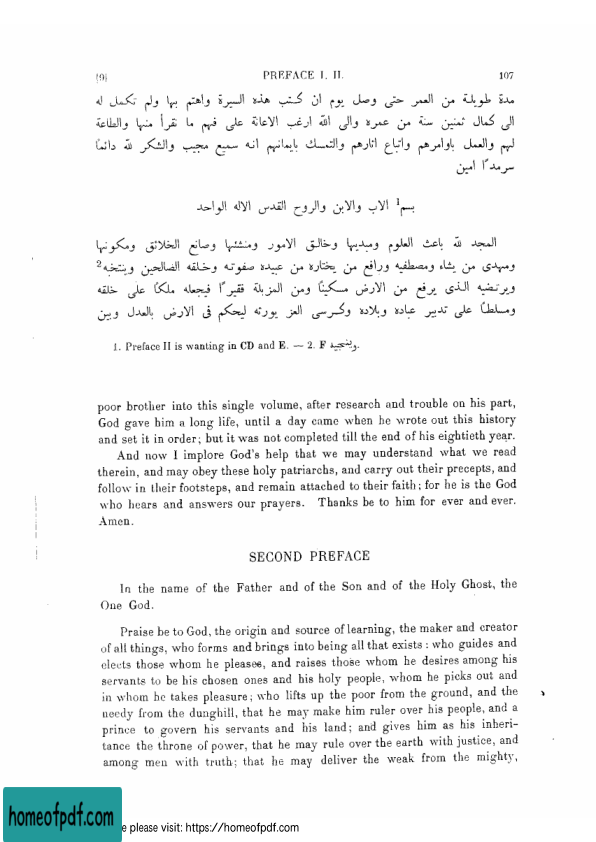 [9] PREFACE I. II. 107
مدة طويلة من العمر حتى وصل يوم ان كتب هذه السيرة واهتم بها ولم تكمل له
الى كمال ثمنين سنة من عمره والى الله ارغب الاعانة على فهم ما نقرأ منها والطاعة
لهم والعمل باوامرهم واتباع اثارهم والتمسك بايمانهم انه سميع مجيب والشكر لله دائما
سرمدًا امين
بسم1 الاب والابن والروح القدس الاله الواحد
المجد لله باعث العلوم ومبديها وخالق الامور ومنشئها وصانع الخلائق ومكونها
ومهدى من يشاء ومصطفيه ورافع من يختاره من عبيده صفوته وخلقه الصالحين وينتخبه2
ويرتضيه الذى يرفع من الارض مسكينًا ومن المزبلة فقيرًا فيجعله ملكًا على خلقه
ومسلطًا على تدبير عباده وبلاده وكرسى العز يورثه ليحكم فى الارض بالعدل وبين
1. Preface II is wanting in CD and E. — 2. F
poor brother into this single volume, after research and trouble on his part,
God gave him a long life, until a day came when he wrote out this history
and set it in order; but it was not completed till the end of his eightieth year.
And now I implore God's help that we may understand what we read
therein, and may obey these holy patriarchs, and carry out their precepts, and
follow in their footsteps, and remain attached to their faith; for he is the God
who hears and answers our prayers. Thanks be to him for ever and ever.
Amen.
SECOND PREFACE
In the name of the Father and of the Son and of the Holy Ghost, the
One God.
Praise be to God, the origin and source of learning, the maker and creator
of all things, who forms and brings into being all that exists : who guides and
elects those whom he pleases, and raises those whom he desires among his
servants to be his chosen ones and his holy people, whom he picks out and
in whom he takes pleasure; who lifts up the poor from the ground, and the
needy from the dunghill, that he may make him ruler over his people, and a
prince to govern his servants and his land; and gives him as his inheri-
tance the throne of power, that he may rule over the earth with justice, and
among men with truth; that he may deliver the weak from the mighty,
homeofpdf.com
e please visit: https://homeofpdf.com